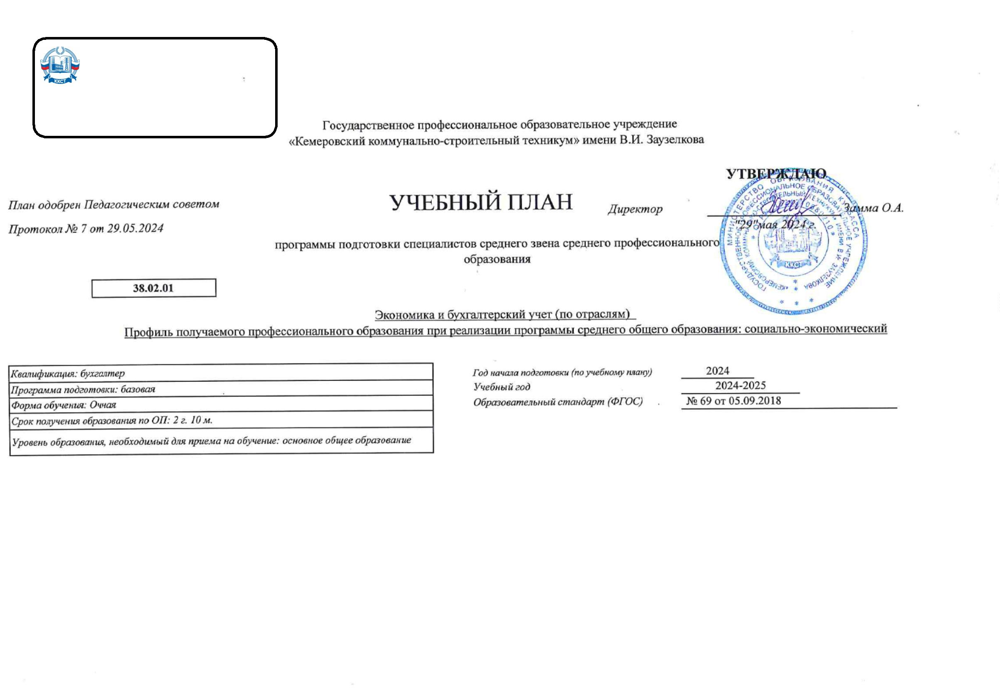 ККСТ
Государственное профессиональное образовательное учреждение
«Кемеровский коммунально-строительный техникум» имени В.И. Заузелкова
УТВЕРЖДАЮ
План одобрен Педагогическим советом
УЧЕБНЫЙ ПЛАН
Директор
Замма О.А.
Протокол № 7 от 29.05.2024
"29" мая 2024 г.
программы подготовки специалистов среднего звена среднего профессионального
образования
38.02.01
МИНИСТЕРСТВО ОБРАЗОВАНИЯ КУЗБАССА
ГОСУДАРСТВЕННОЕ ПРОФЕССИОНАЛЬНОЕ ОБРАЗОВАТЕЛЬНОЕ УЧРЕЖДЕНИЕ
«КЕМЕРОВСКИЙ КОММУНАЛЬНО-СТРОИТЕЛЬНЫЙ ТЕХНИКУМ» ИМЕНИ В.И. ЗАУЗЕЛКОВА
ККСТ
Экономика и бухгалтерский учет (по отраслям)
Профиль получаемого профессионального образования при реализации программы среднего общего образования: социально-экономический
Квалификация: бухгалтер
Программа подготовки: базовая
Форма обучения: Очная
Срок получения образования по ОП: 2 г. 10 м.
Уровень образования, необходимый для приема на обучение: основное общее образование
Год начала подготовки (по учебному плану) 2024
Учебный год 2024-2025
Образовательный стандарт (ФГОС) № 69 от 05.09.2018